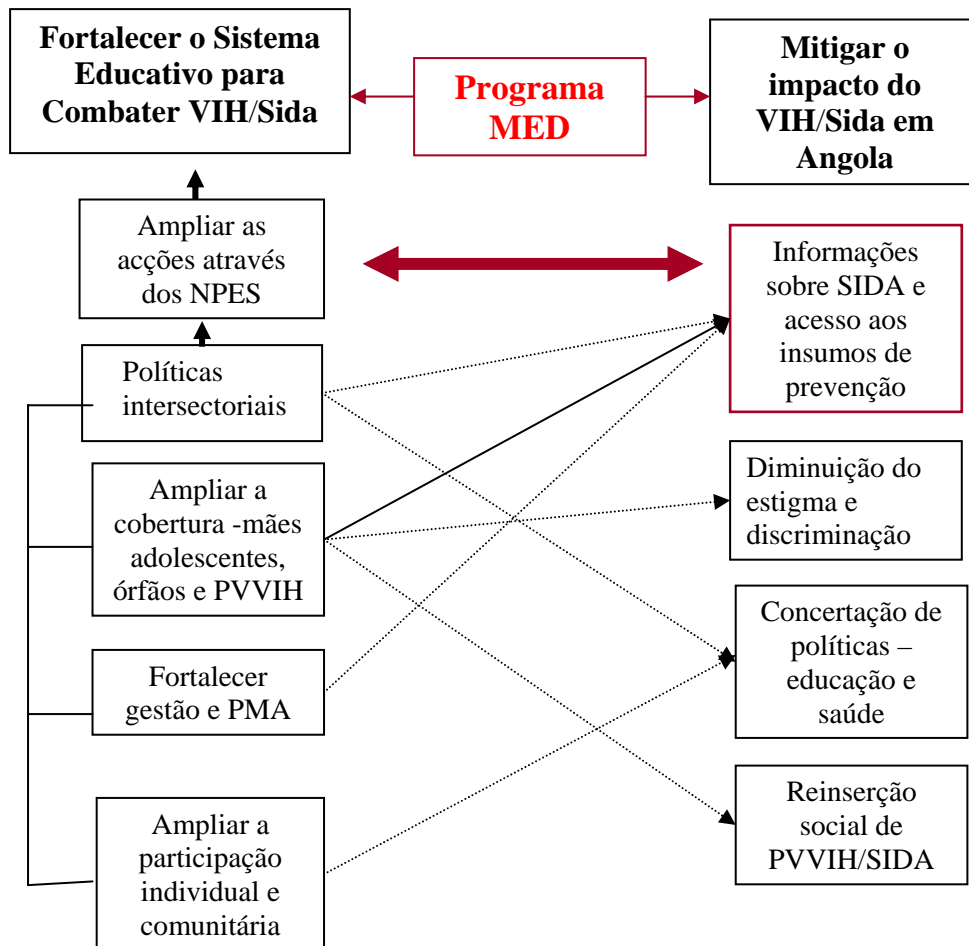 Fortalecer o Sistema
Educativo para
Combater VIH/Sida
Programa
MED
Mitigar o
impacto do
VIH/Sida em
Angola
Ampliar as
acções através
dos NPES
Informações
sobre SIDA e
acesso aos
insumos de
prevenção
Políticas
intersectoriais
Ampliar a
cobertura -mães
adolescentes,
órfãos e PVVIH
Diminuição do
estigma e
discriminação
Fortalecer
gestão e PMA
Concertação de
políticas –
educação e
saúde
Ampliar a
participação
individual e
comunitária
Reinserção
social de
PVVIH/SIDA